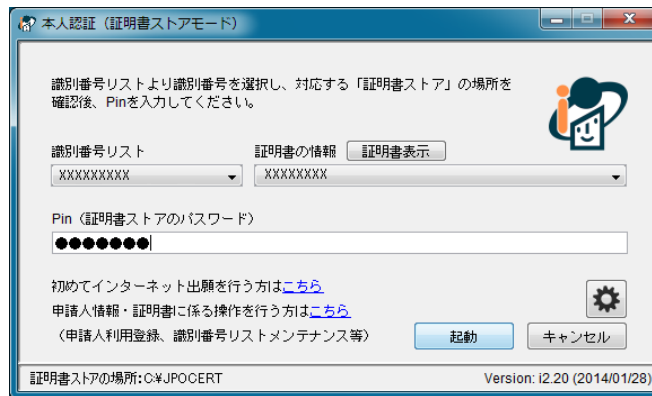 本人認証（証明書ストアモード）
識別番号リストより識別番号を選択し、対応する「証明書ストア」の場所を
確認後、Pinを入力してください。
識別番号リスト 証明書の情報 証明書表示
XXXXXXXXX XXXXXXXX
Pin（証明書ストアのパスワード）
●●●●●●●
初めてインターネット出願を行う方はこちら
申請人情報・証明書に係る操作を行う方はこちら
（申請人利用登録、識別番号リストメンテナンス等） 起動 キャンセル
証明書ストアの場所:C:¥JPOCERT Version: i2.20 (2014/01/28)